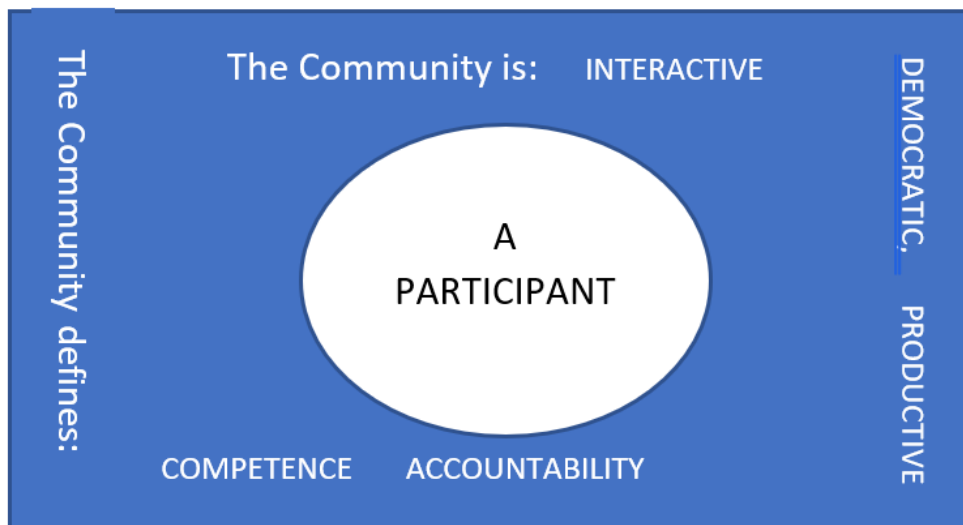 The Community is: INTERACTIVE
DEMOCRATIC, PRODUCTIVE
The Community defines:
COMPETENCE ACCOUNTABILITY
A
PARTICIPANT